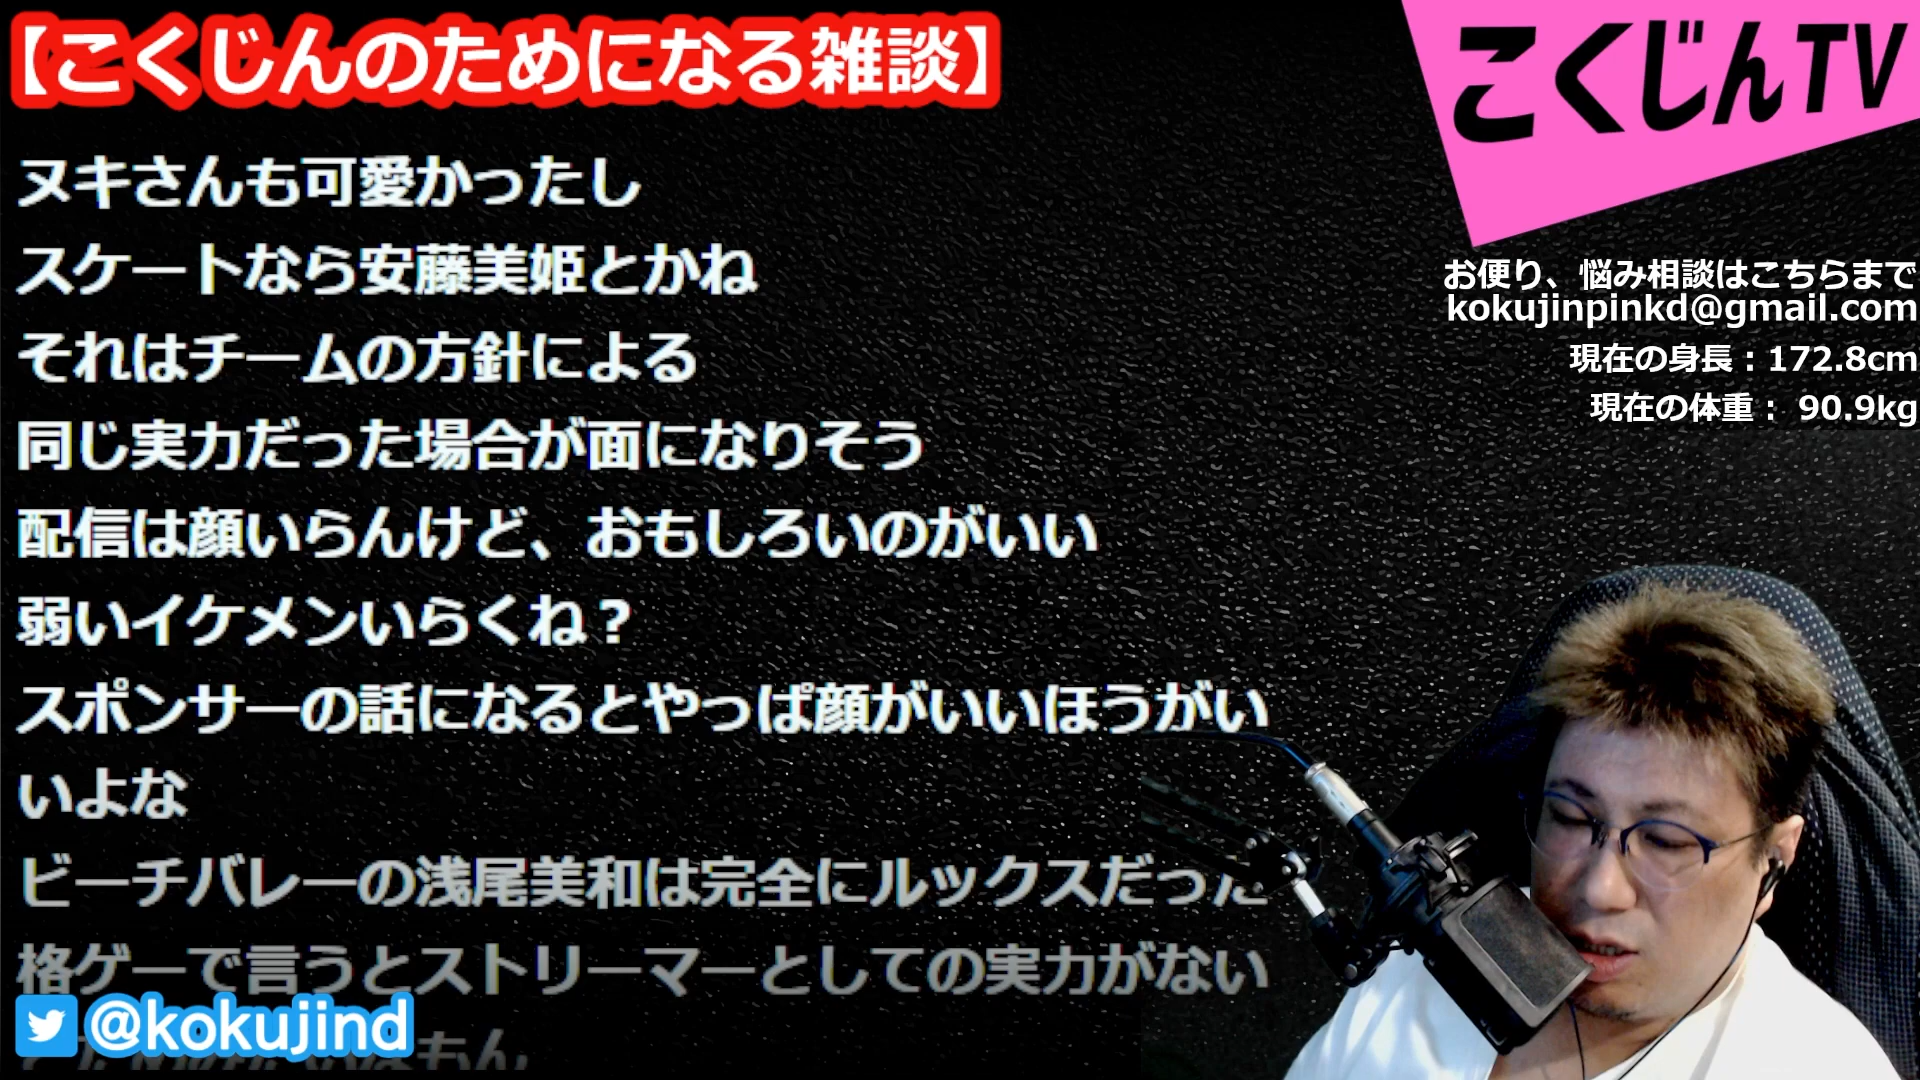 【こくじんのためになる雑談】
こくじんTV
お便り、悩み相談はこちらまで
kokujinpinkd@gmail.com
現在の身長：172.8cm
現在の体重： 90.9kg
ヌキさんも可愛かったし
スケートなら安藤美姫とかね
それはチームの方針による
同じ実力だった場合が面になりそう
配信は顔いらんけど、おもしろいのがいい
弱いイケメンいらくね？
スポンサーの話になるとやっぱ顔がいいほうがい
いよな
ビーチバレーの浅尾美和は完全にルックスだった
格ゲーで言うとストリーマーとしての実力がない
@kokujind